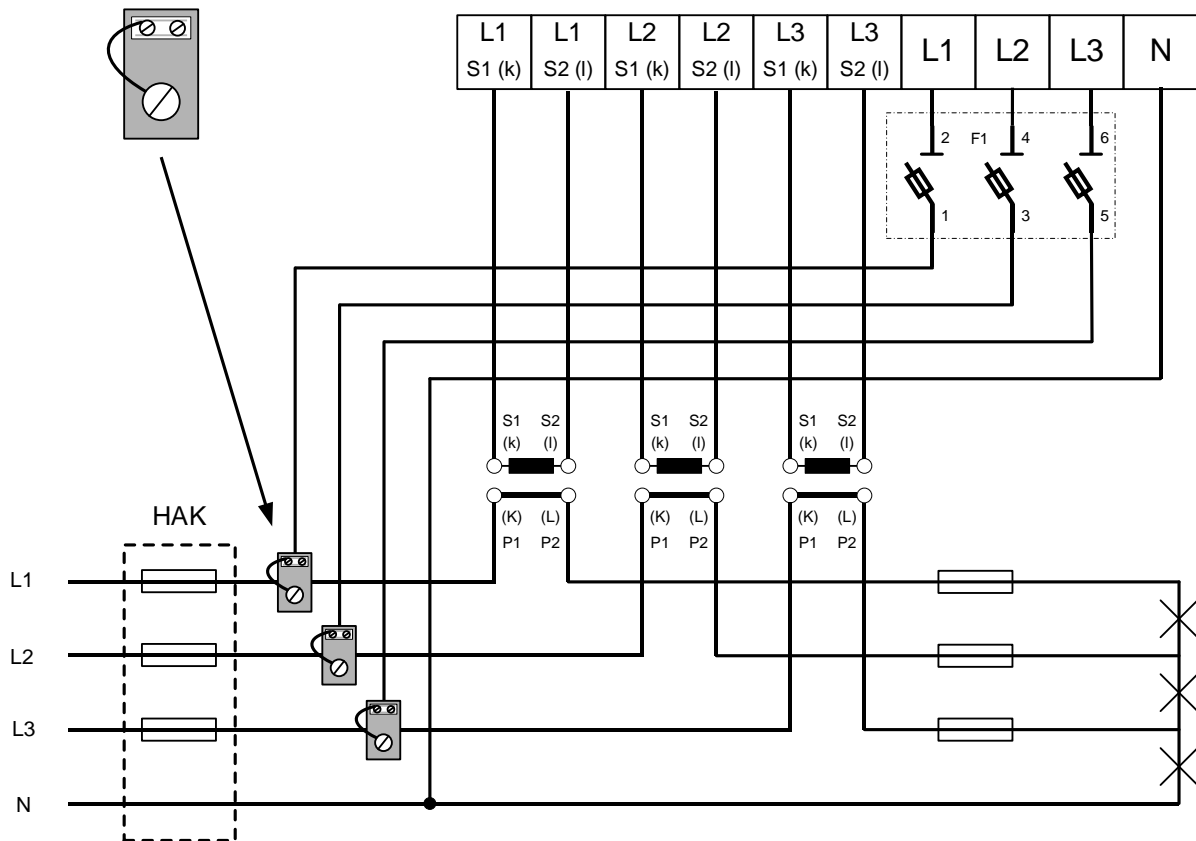 L1 L1 L2 L2 L3 L3 L1 L2 L3 N
S1 (k) S2 (l) S1 (k) S2 (l) S1 (k) S2 (l)
2 F1 4 6
1 3 5
S1 S2 S1 S2 S1 S2
(k) (l) (k) (l) (k) (l)
HAK
(K) (L) (K) (L) (K) (L)
P1 P2 P1 P2 P1 P2
L1
L2
L3
N